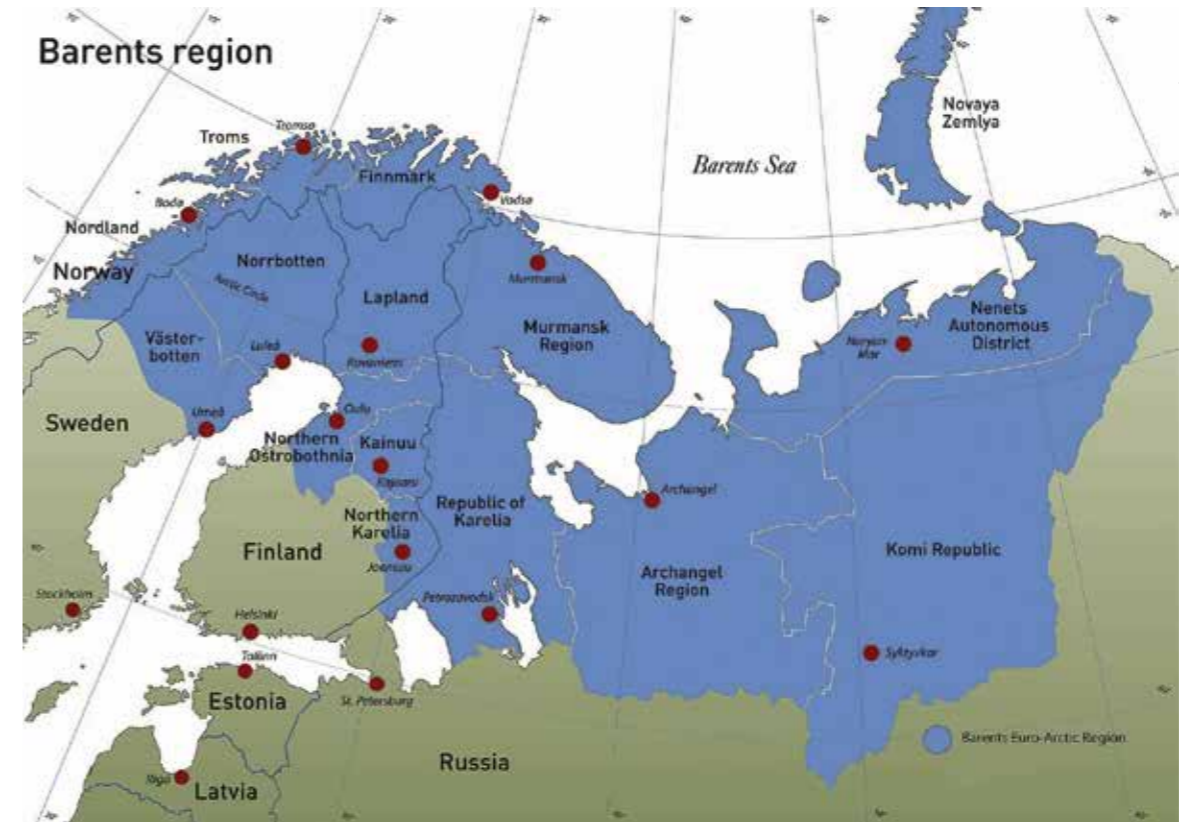 Barents region
Troms
Tromsø
Finnmark
Vadsø
Bodø
Nordland
Norway
Norrbotten
Arctic Circle
Lapland
Murmansk
Murmansk
Region
Barents Sea
Novaya
Zemlya
Nenets
Autonomous
District
Naryan
Mar
Väster-
botten
Luleå
Rovaniemi
Umeå
Oulu
Sweden
Northern
Ostrobothnia
Kainuu
Kajaani
Northern
Karelia
Joensuu
Republic of
Karelia
Archangel
Archangel
Region
Komi Republic
Finland
Petrozavodsk
Syktyvkar
Stockholm
Helsinki
Tallinn
Estonia
St. Petersburg
Russia
Barents Euro-Arctic Region
Riga
Latvia